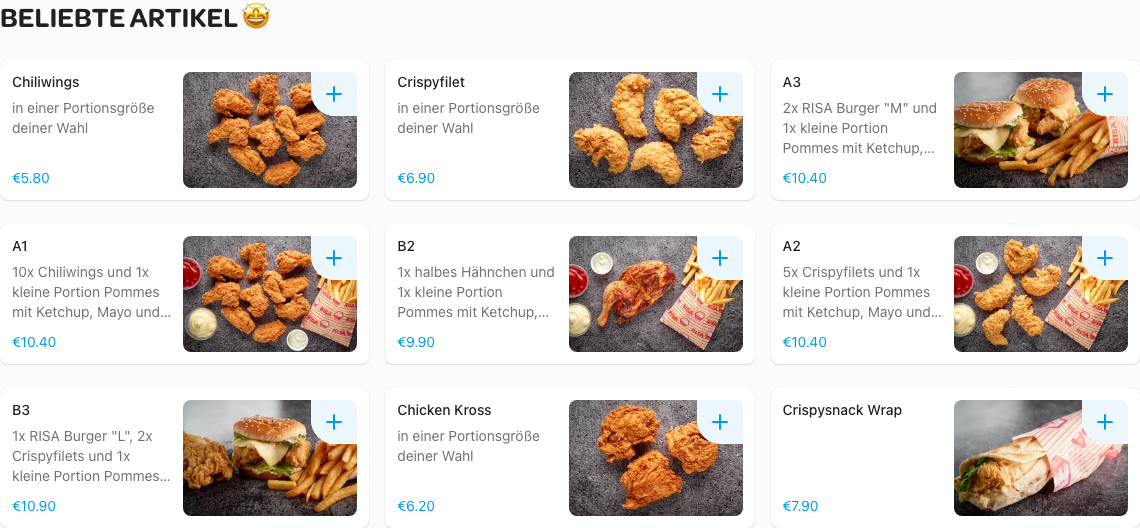 BELIEBTE ARTIKEL 🤩
Chiliwings
in einer Portionsgröße
deiner Wahl
€5.80
Crispyfilet
in einer Portionsgröße
deiner Wahl
€6.90
A3
2x RISA Burger "M" und
1x kleine Portion
Pommes mit Ketchup,...
€10.40
A1
10x Chiliwings und 1x
kleine Portion Pommes
mit Ketchup, Mayo und...
€10.40
B2
1x halbes Hähnchen und
1x kleine Portion
Pommes mit Ketchup,...
€9.90
A2
5x Crispyfilets und 1x
kleine Portion Pommes
mit Ketchup, Mayo und...
€10.40
B3
1x RISA Burger "L", 2x
Crispyfilets und 1x
kleine Portion Pommes...
€10.90
Chicken Kross
in einer Portionsgröße
deiner Wahl
€6.20
Crispysnack Wrap
€7.90